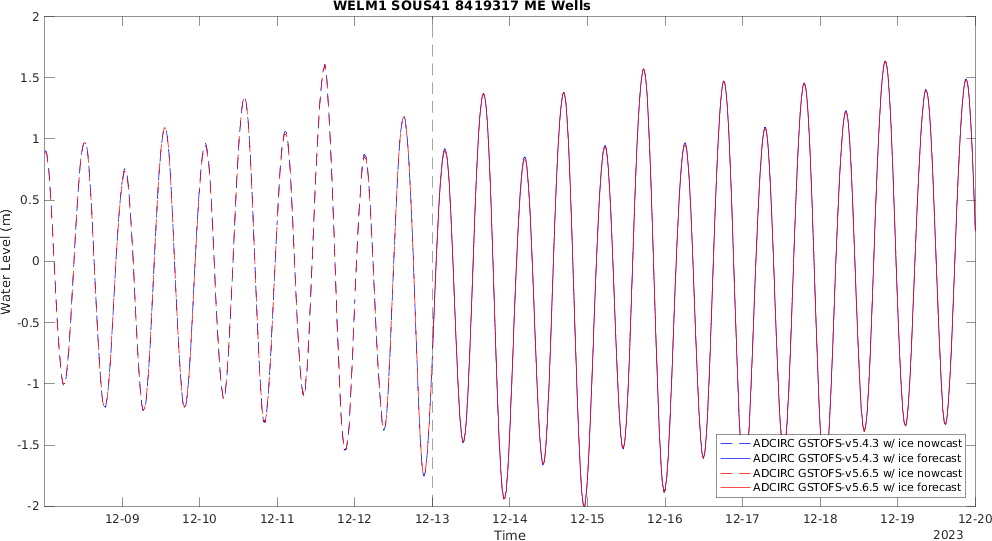 WELM1 SOUS41 8419317 ME Wells
2
1.5
1
0.5
0
-0.5
-1
-1.5
-2
Water Level (m)
ADCIRC GSTOFS-v5.4.3 w/ ice nowcast
ADCIRC GSTOFS-v5.4.3 w/ ice forecast
ADCIRC GSTOFS-v5.6.5 w/ ice nowcast
ADCIRC GSTOFS-v5.6.5 w/ ice forecast
12-09 12-10 12-11 12-12 12-13 12-14 12-15 12-16 12-17 12-18 12-19 12-20
Time
2023